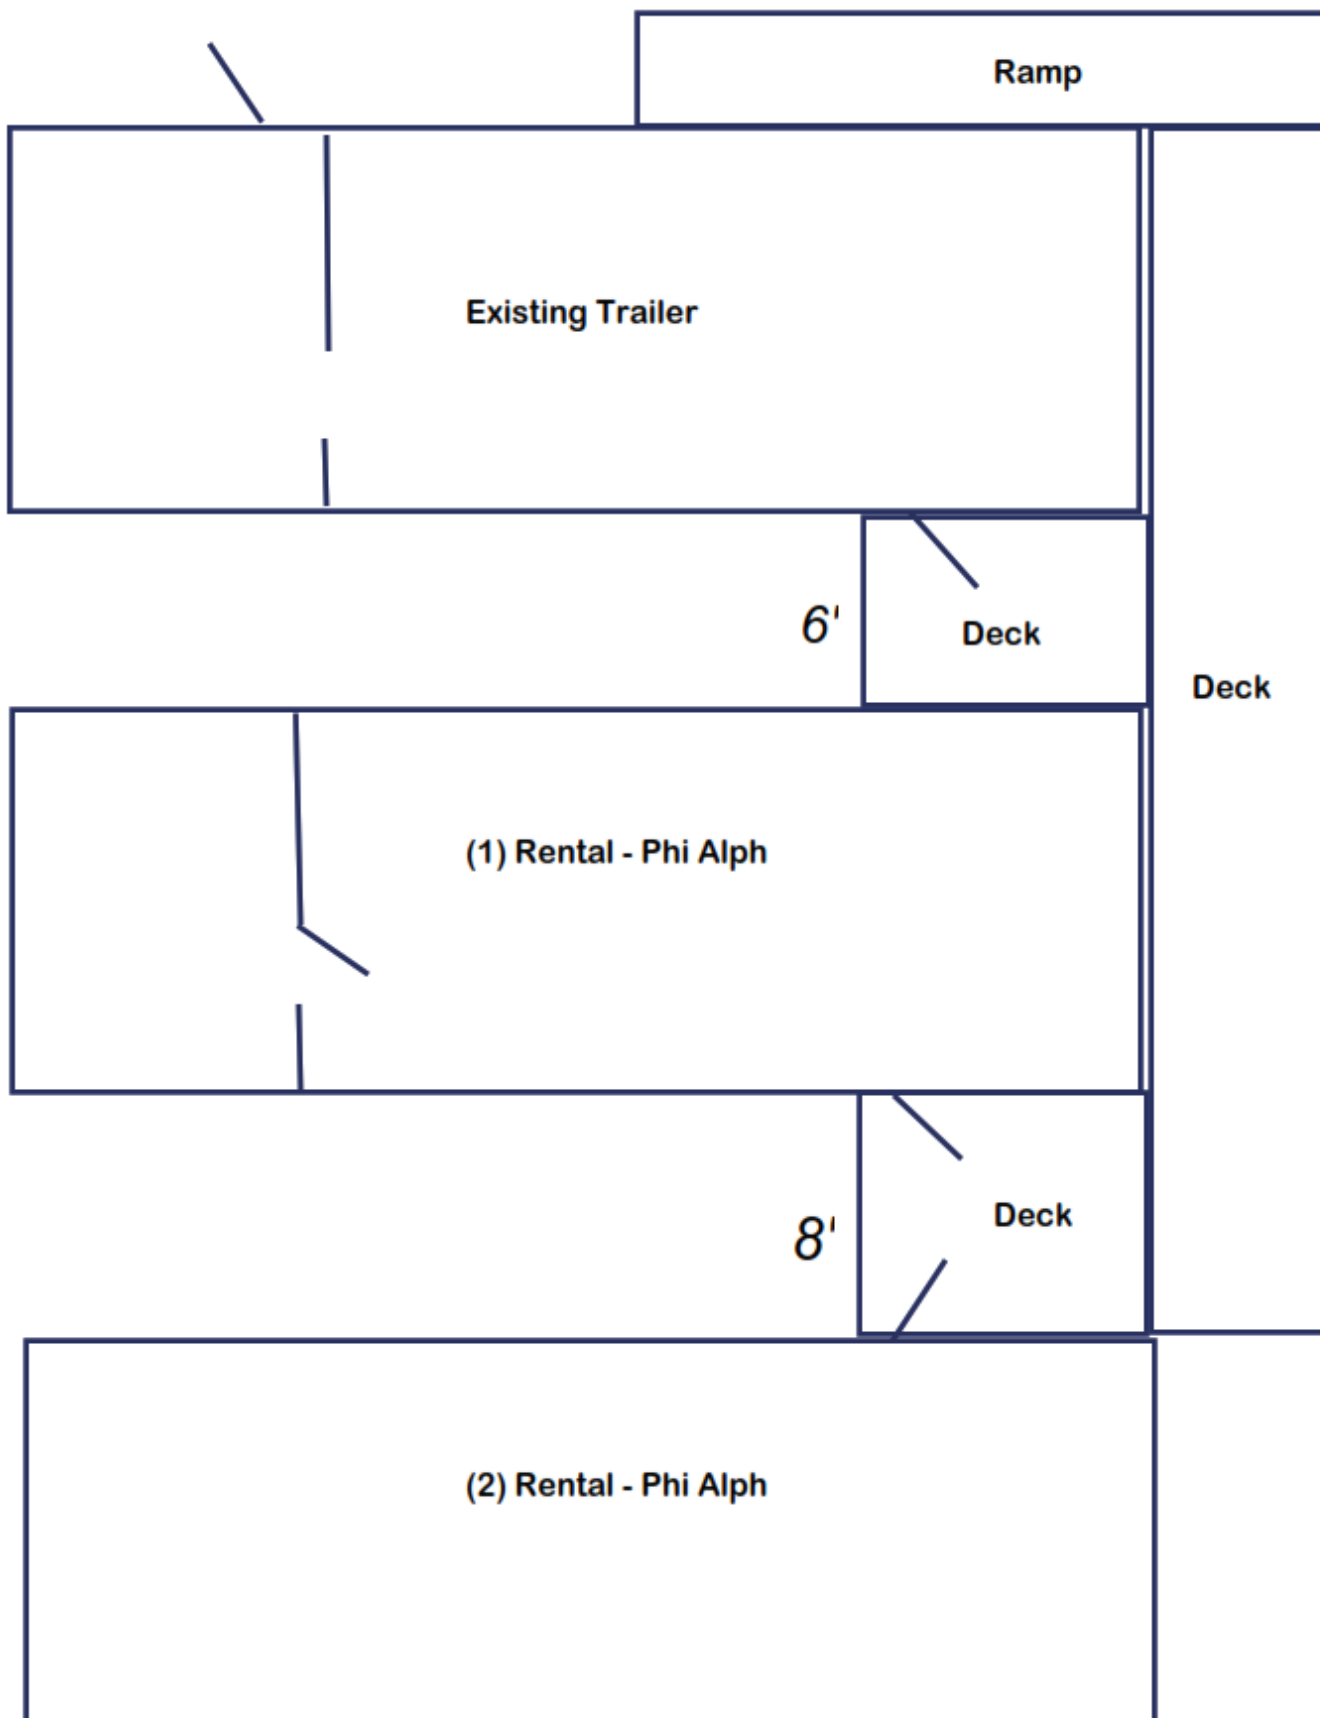 Ramp
Existing Trailer
6'
Deck
Deck
(1) Rental - Phi Alph
8'
Deck
(2) Rental - Phi Alph